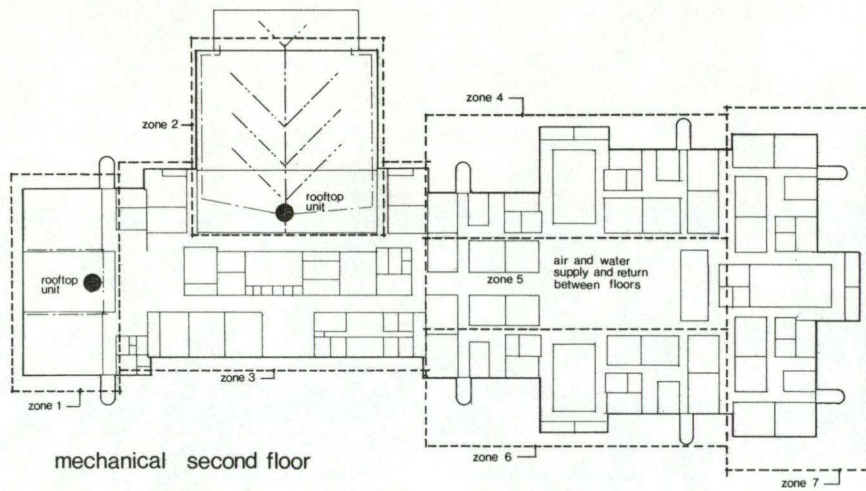 zone 4
zone 2
rooftop
unit
rooftop
unit
zone 5
air and water
supply and return
between floors
zone 1
zone 3
mechanical second floor
zone 6
zone 7